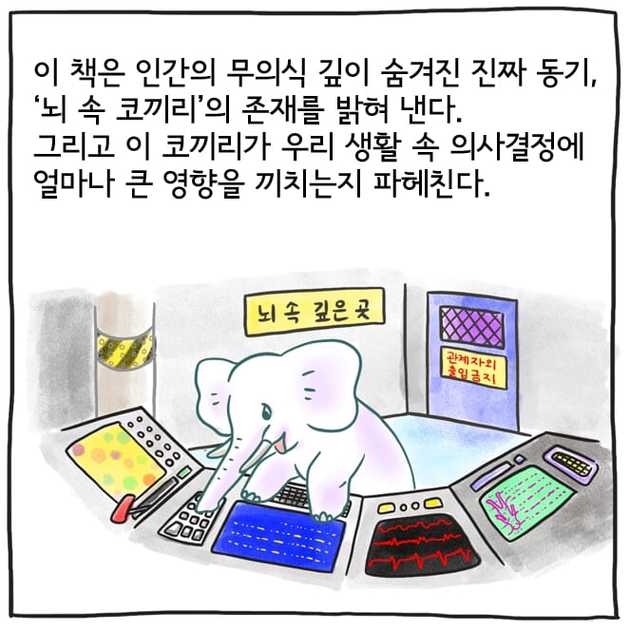 이 책은 인간의 무의식 깊이 숨겨진 진짜 동기,
‘뇌 속 코끼리’의 존재를 밝혀 낸다.
그리고 이 코끼리가 우리 생활 속 의사결정에
얼마나 큰 영향을 끼치는지 파헤친다.
뇌 속 깊은 곳
관계자외
출입금지